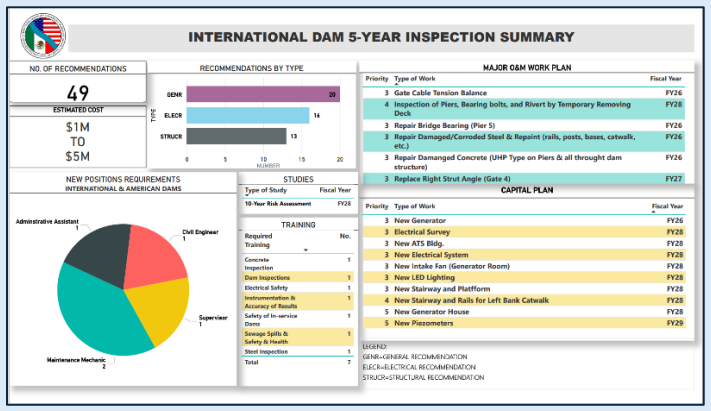 INTERNATIONAL DAM 5-YEAR INSPECTION SUMMARY
NO. OF RECOMMENDATIONS
49
ESTIMATED COST
$1M
TO
$5M
RECOMMENDATIONS BY TYPE
TYPE
GENR
20
ELECR
16
STRUCR
13
0 5 10 15 20
NUMBER
MAJOR O&M WORK PLAN
Priority Type of Work Fiscal Year
3 Gate Cable Tension Balance FY26
4 Inspection of Piers, Bearing bolts, and Rivert by Temporary Removing FY28
Deck
3 Repair Bridge Bearing (Pier 5) FY26
3 Repair Damaged/Corroded Steel & Repaint (rails, posts, bases, catwalk, FY26
etc.)
3 Repair Damanged Concrete (UHP Type on Piers & all throught dam FY26
structure)
3 Replace Right Strut Angle (Gate 4) FY27
NEW POSITIONS REQUIREMENTS
INTERNATIONAL & AMERICAN DAMS
Adminstrative Assistant
1
Civil Engineer
1
Supervisor
1
Maintenance Mechanic
2
STUDIES
Type of Study Fiscal Year
10-Year Risk Assessment FY28
TRAINING
Required No.
Training
Concrete 1
Inspection
Dam Inspections 1
Electrical Safety 1
Instrumentation & 1
Accuracy of Results
Safety of In-service 1
Dams
Sewage Spills & 1
Safety & Health
Steel Inspection 1
Total 7
CAPITAL PLAN
Priority Type of Work Fiscal Year
3 New Generator FY26
3 Electrical Survey FY28
3 New ATS Bldg. FY28
3 New Electrical System FY28
3 New Intake Fan (Generator Room) FY28
3 New LED Lighting FY28
3 New Stairway and Platfform FY28
4 New Stairway and Rails for Left Bank Catwalk FY28
5 New Generator House FY28
5 New Piezometers FY29
LEGEND:
GENR=GENERAL RECOMMENDATION
ELECR=ELECTRICAL RECOMMENDATION
STRUCR=STRUCTURAL RECOMMENDATION